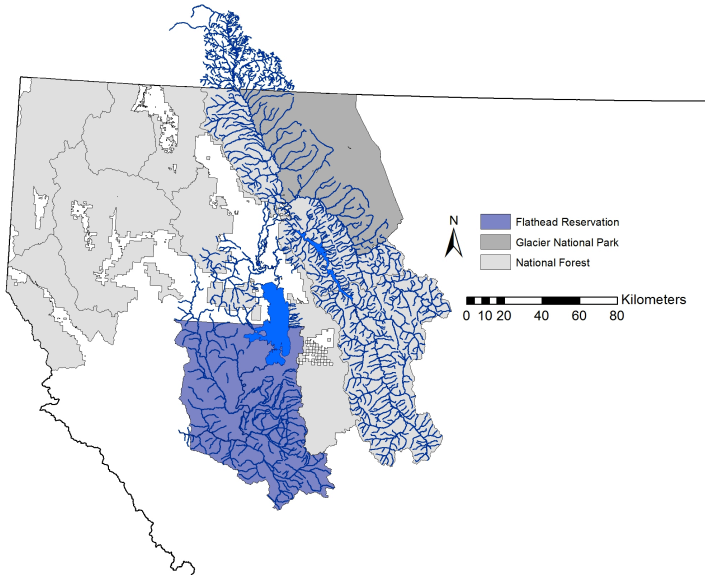 N
Flathead Reservation
Glacier National Park
National Forest
Kilometers
0 10 20 40 60 80